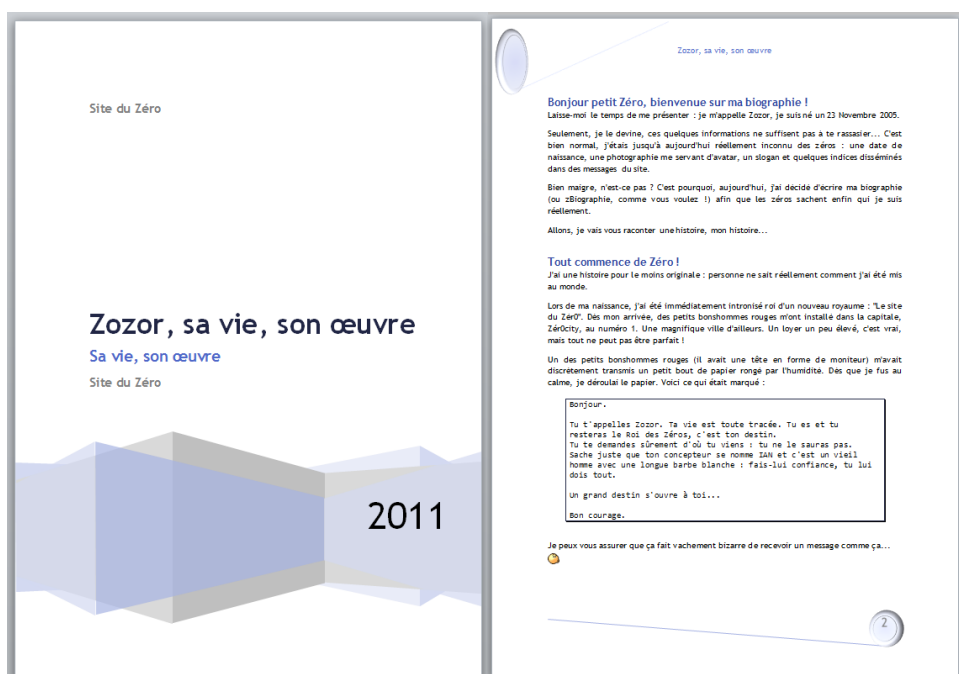 Site du Zéro
Zozor, sa vie, son œuvre
Sa vie, son œuvre
Site du Zéro
2011
Zozor, sa vie, son œuvre
Bonjour petit Zéro, bienvenue sur ma biographie !
Laisse-moi le temps de me présenter : je m'appelle Zozor, je suis né un 23 Novembre 2005.
Seulement, je le devine, ces quelques informations ne suffisent pas à te rassasier... C'est
bien normal, j'étais jusqu'à aujourd'hui réellement inconnu des zéros : une date de
naissance, une photographie me servant d'avatar, un slogan et quelques indices disséminés
dans des messages du site.
Bien maigre, n'est-ce pas ? C'est pourquoi, aujourd'hui, j'ai décidé d'écrire ma biographie
(ou zBiographie, comme vous voulez !) afin que les zéros sachent enfin qui je suis
réellement.
Allons, je vais vous raconter une histoire, mon histoire...
Tout commence de Zéro !
J'ai une histoire pour le moins originale : personne ne sait réellement comment j'ai été mis
au monde.
Lors de ma naissance, j'ai été immédiatement intronisé roi d'un nouveau royaume : "Le site
du Zér0". Dès mon arrivée, des petits bonshommes rouges m'ont installé dans la capitale,
Zér0city, au numéro 1. Une magnifique ville d'ailleurs. Un loyer un peu élevé, c'est vrai,
mais tout ne peut pas être parfait !
Un des petits bonshommes rouges (il avait une tête en forme de moniteur) m'avait
discrètement transmis un petit bout de papier rongé par l'humidité. Dès que je fus au
calme, je déroulai le papier. Voici ce qui était marqué :
Bonjour.
Tu t'appelles Zozor. Ta vie est toute tracée. Tu es et tu
resteras le Roi des Zéros, c'est ton destin.
Tu te demandes sûrement d'où tu viens : tu ne le sauras pas.
Sache juste que ton concepteur se nomme IAN et c'est un vieil
homme avec une longue barbe blanche : fais-lui confiance, tu lui
dois tout.
Un grand destin s'ouvre à toi...
Bon courage.
Je peux vous assurer que ça fait vachement bizarre de recevoir un message comme ça...
2